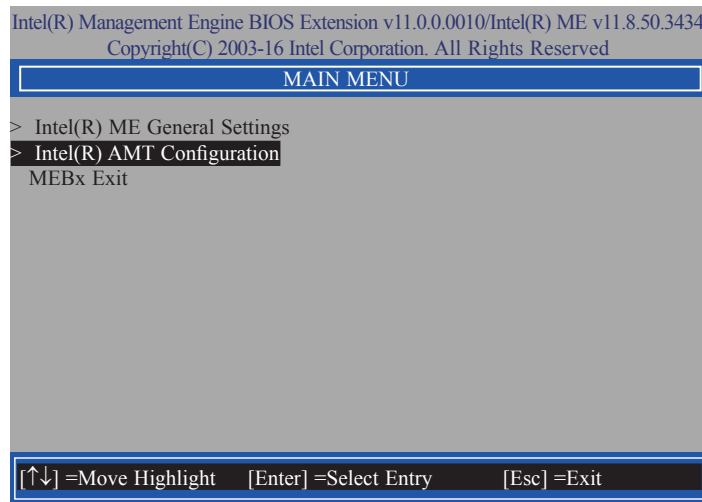 Intel(R) Management Engine BIOS Extension v11.0.0.0010/Intel(R) ME v11.8.50.3434
Copyright(C) 2003-16 Intel Corporation. All Rights Reserved
MAIN MENU
> Intel(R) ME General Settings
> Intel(R) AMT Configuration
MEBx Exit
[↑↓] =Move Highlight [Enter] =Select Entry [Esc] =Exit